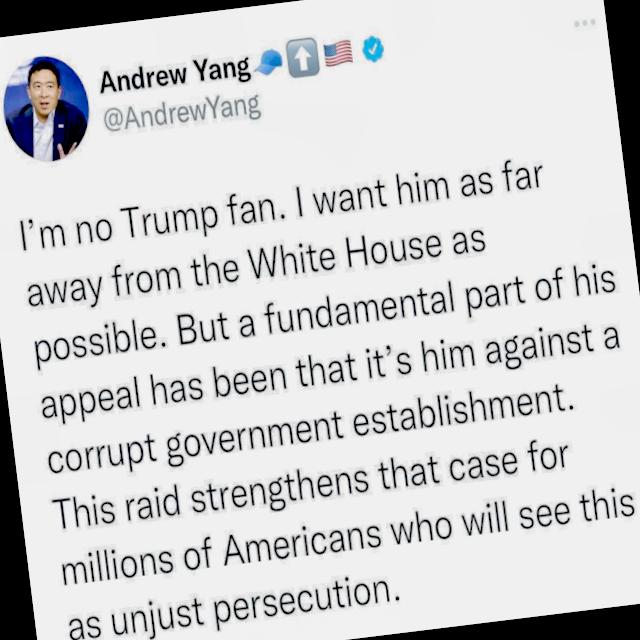 Andrew Yang🧢⬆️🇺🇸
@AndrewYang
I'm no Trump fan. I want him as far
away from the White House as
possible. But a fundamental part of his
appeal has been that it's him against a
corrupt government establishment.
This raid strengthens that case for
millions of Americans who will see this
as unjust persecution.